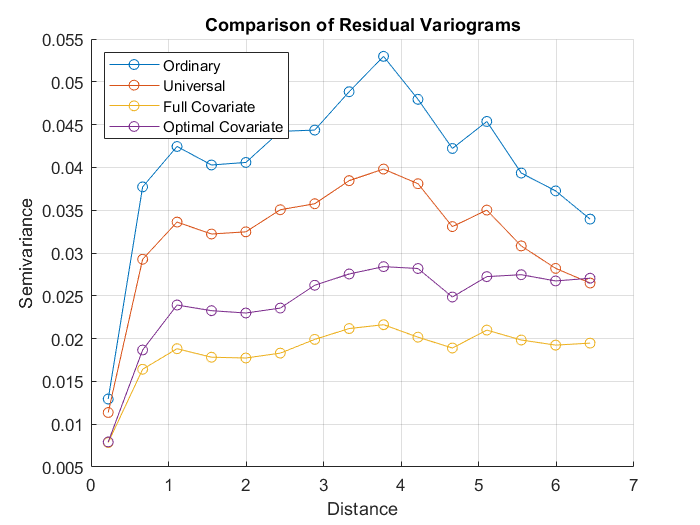 Comparison of Residual Variograms
0.055
0.05
0.045
0.04
0.035
0.03
0.025
0.02
0.015
0.01
0.005
Semivariance
Ordinary
Universal
Full Covariate
Optimal Covariate
0 1 2 3 4 5 6 7
Distance